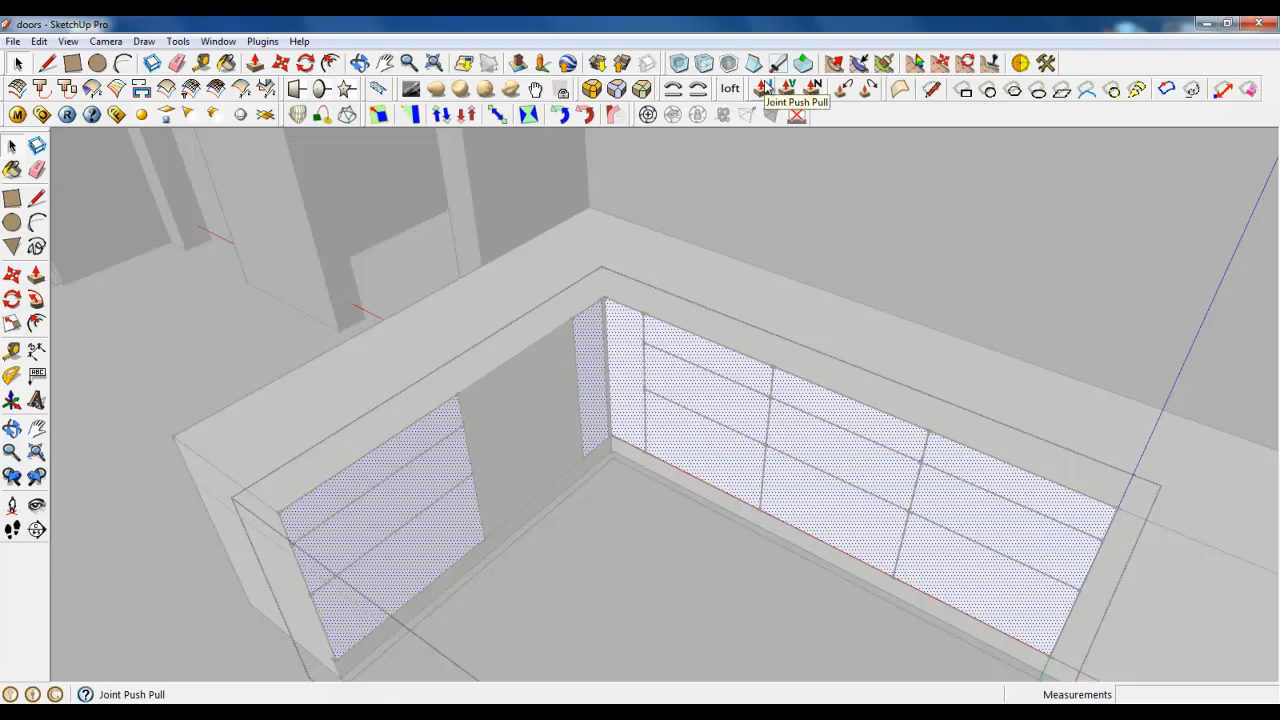 doors - SketchUp Pro
File Edit View Camera Draw Tools Window Plugins Help
loft
Joint Push Pull
ABC
Joint Push Pull
Measurements